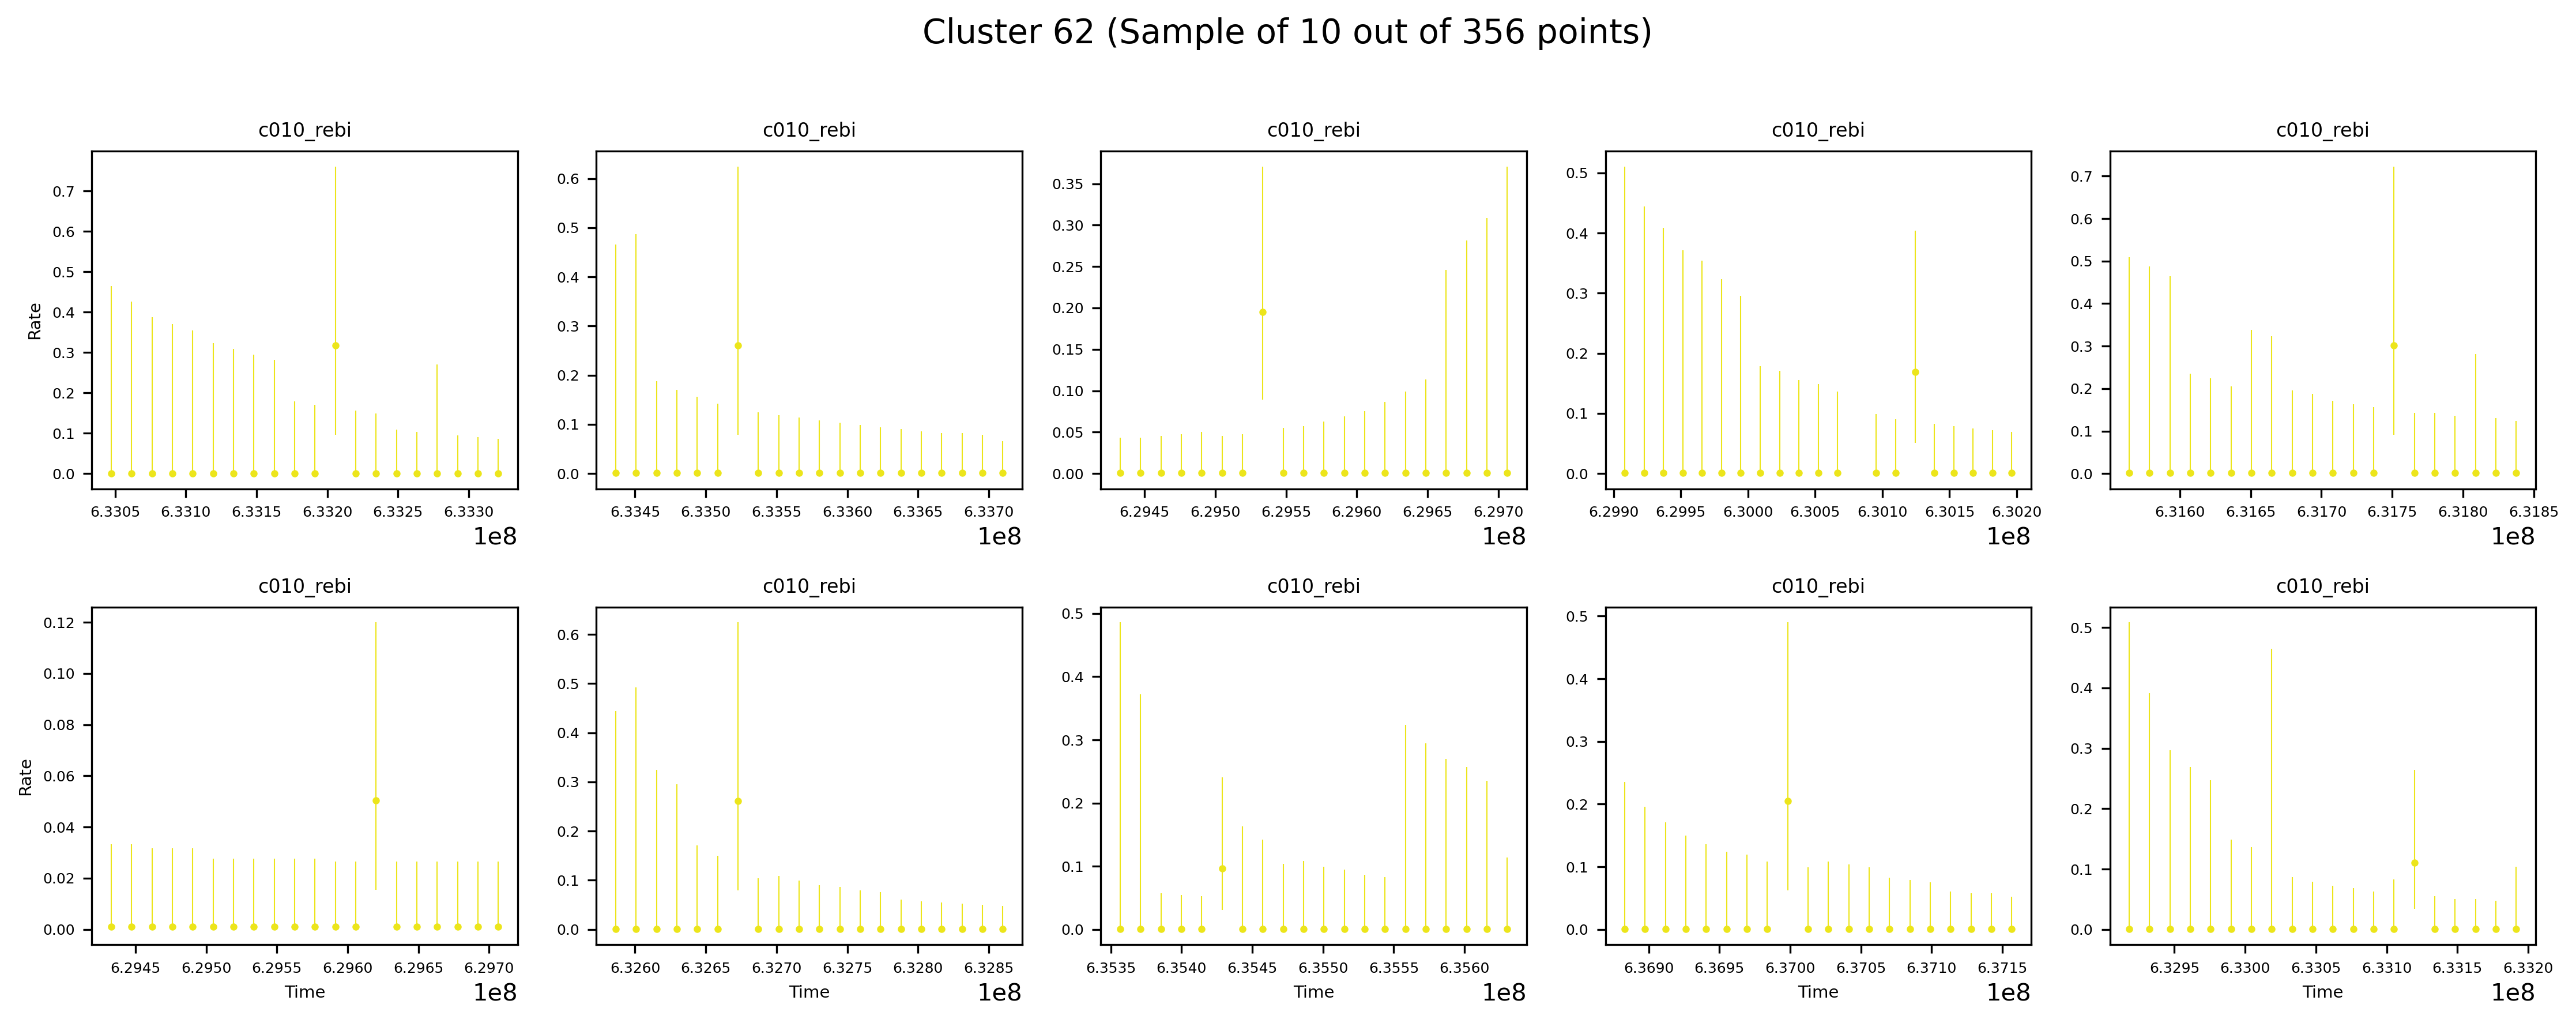 Cluster 62 (Sample of 10 out of 356 points)
c010_rebi c010_rebi c010_rebi c010_rebi c010_rebi
Rate
0.7 0.6 0.5 0.4 0.3 0.2 0.1 0.0
6.3305 6.3310 6.3315 6.3320 6.3325 6.3330
1e8
0.6 0.5 0.4 0.3 0.2 0.1 0.0
6.3345 6.3350 6.3355 6.3360 6.3365 6.3370
1e8
0.35 0.30 0.25 0.20 0.15 0.10 0.05 0.00
6.2945 6.2950 6.2955 6.2960 6.2965 6.2970
1e8
0.5 0.4 0.3 0.2 0.1 0.0
6.2990 6.2995 6.3000 6.3005 6.3010 6.3015 6.3020
1e8
0.7 0.6 0.5 0.4 0.3 0.2 0.1 0.0
6.3160 6.3165 6.3170 6.3175 6.3180 6.3185
1e8
c010_rebi c010_rebi c010_rebi c010_rebi c010_rebi
Rate
0.12 0.10 0.08 0.06 0.04 0.02 0.00
6.2945 6.2950 6.2955 6.2960 6.2965 6.2970
Time 1e8
0.6 0.5 0.4 0.3 0.2 0.1 0.0
6.3260 6.3265 6.3270 6.3275 6.3280 6.3285
Time 1e8
0.5 0.4 0.3 0.2 0.1 0.0
6.3535 6.3540 6.3545 6.3550 6.3555 6.3560
Time 1e8
0.5 0.4 0.3 0.2 0.1 0.0
6.3690 6.3695 6.3700 6.3705 6.3710 6.3715
Time 1e8
0.5 0.4 0.3 0.2 0.1 0.0
6.3295 6.3300 6.3305 6.3310 6.3315 6.3320
Time 1e8